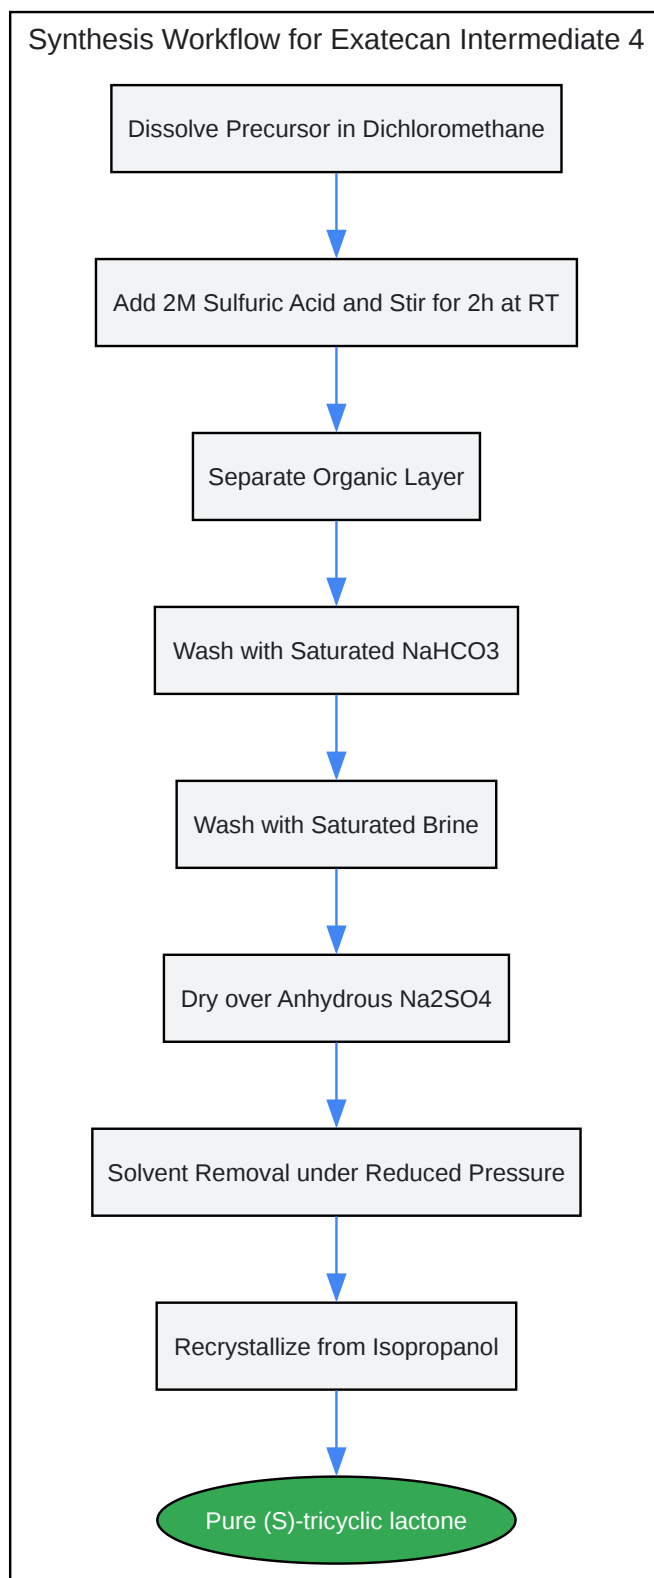 Synthesis Workflow for Exatecan Intermediate 4
Dissolve Precursor in Dichloromethane
Add 2M Sulfuric Acid and Stir for 2h at RT
Separate Organic Layer
Wash with Saturated NaHCO3
Wash with Saturated Brine
Dry over Anhydrous Na2SO4
Solvent Removal under Reduced Pressure
Recrystallize from Isopropanol
Pure (S)-tricyclic lactone